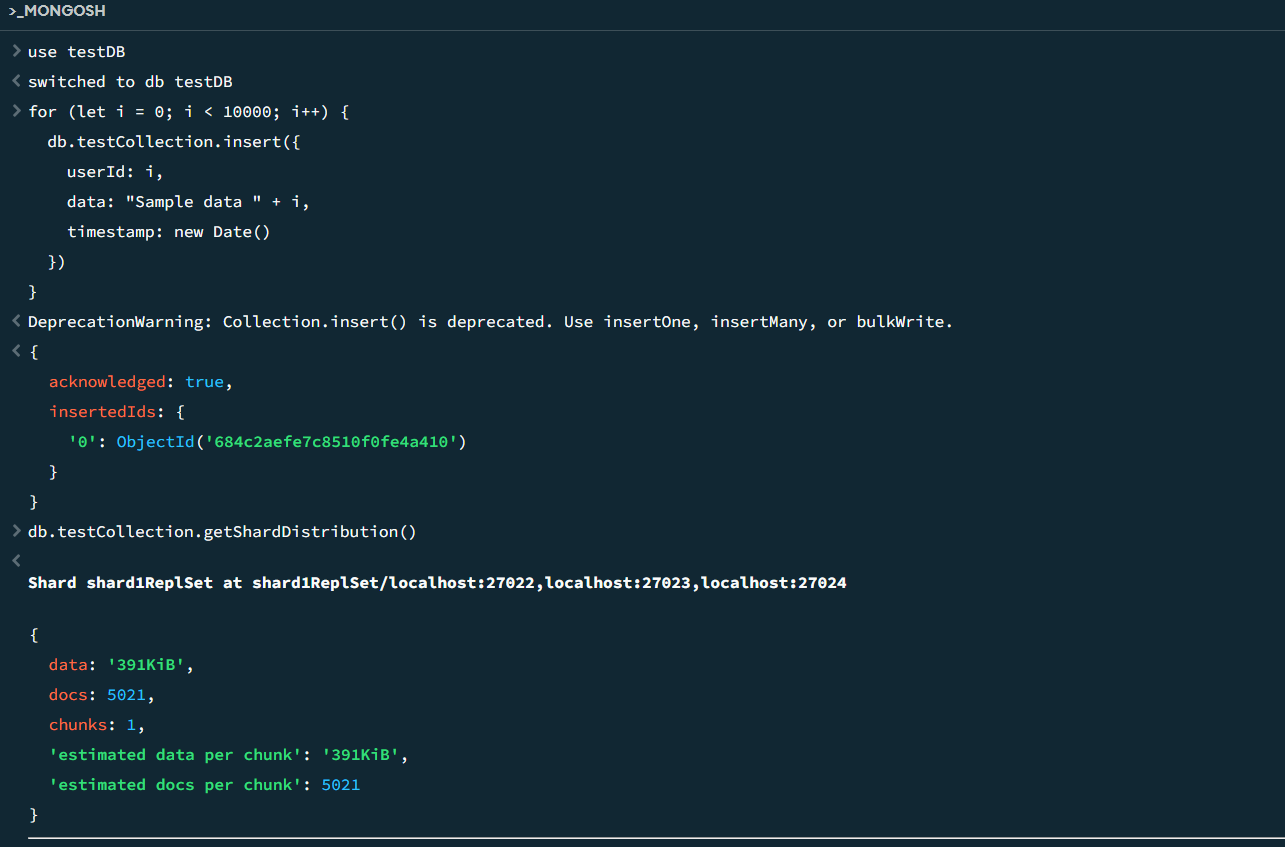 >_MONGOSH
> use testDB
< switched to db testDB
> for (let i = 0; i < 10000; i++) {
    db.testCollection.insert({
      userId: i,
      data: "Sample data " + i,
      timestamp: new Date()
    })
  }
< DeprecationWarning: Collection.insert() is deprecated. Use insertOne, insertMany, or bulkWrite.
< {
    acknowledged: true,
    insertedIds: {
      '0': ObjectId('684c2aefe7c8510f0fe4a410')
    }
  }
> db.testCollection.getShardDistribution()
<
Shard shard1ReplSet at shard1ReplSet/localhost:27022,localhost:27023,localhost:27024
{
  data: '391KiB',
  docs: 5021,
  chunks: 1,
  'estimated data per chunk': '391KiB',
  'estimated docs per chunk': 5021
}